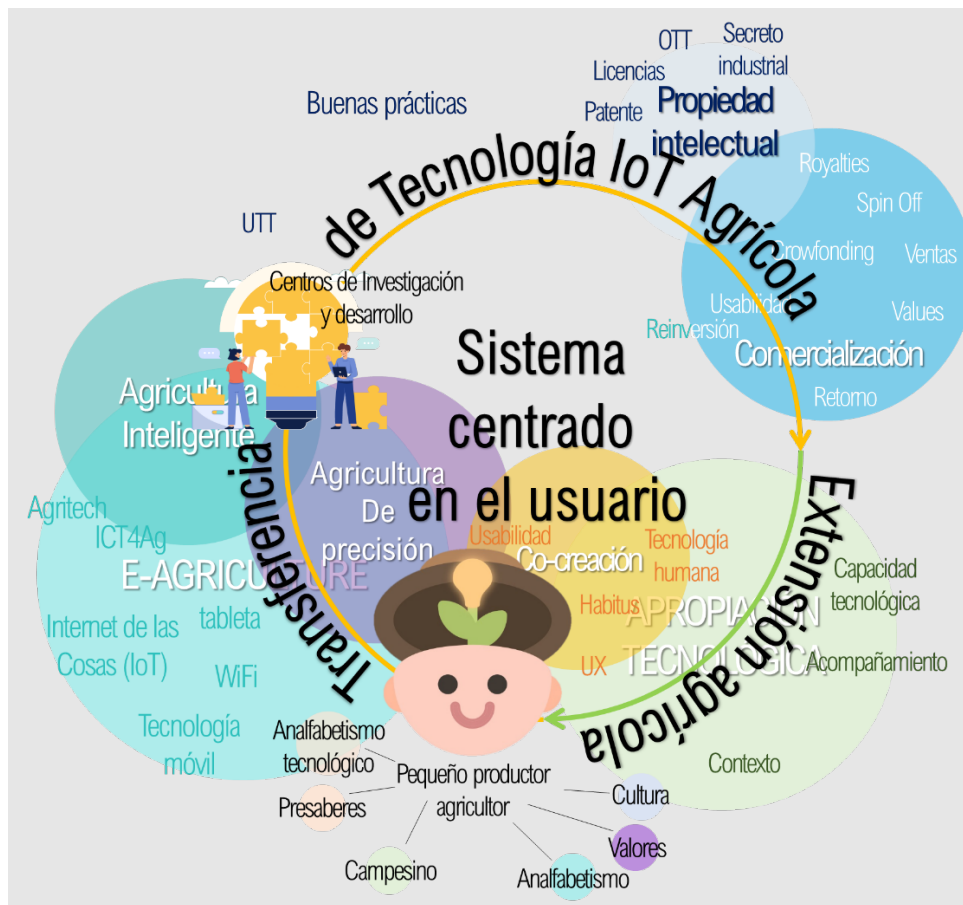 OTT
Secreto
industrial
Licencias
Patente
Propiedad
intelectual
Buenas prácticas
UTT
Transferencia
de Tecnología IoT Agrícola
Royalties
Spin Off
Crowfonding
Ventas
Usabilidad
Values
Reinversión
Comercialización
Retorno
Centros de Investigación
y desarrollo
Sistema
centrado
en el usuario
Agricultura
Inteligente
Agricultura
De
precisión
Agritech
ICT4Ag
E-AGRICULTURE
tableta
Internet de las
Cosas (IoT)
WiFi
Tecnología
móvil
Usabilidad
Co-creación
Tecnología
humana
Habitus
UX
APROPIACIÓN
TECNOLÓGICA
Extensión agrícola
Capacidad
tecnológica
Acompañamiento
Contexto
Analfabetismo
tecnológico
Presaberes
Pequeño productor
agricultor
Cultura
Valores
Campesino
Analfabetismo